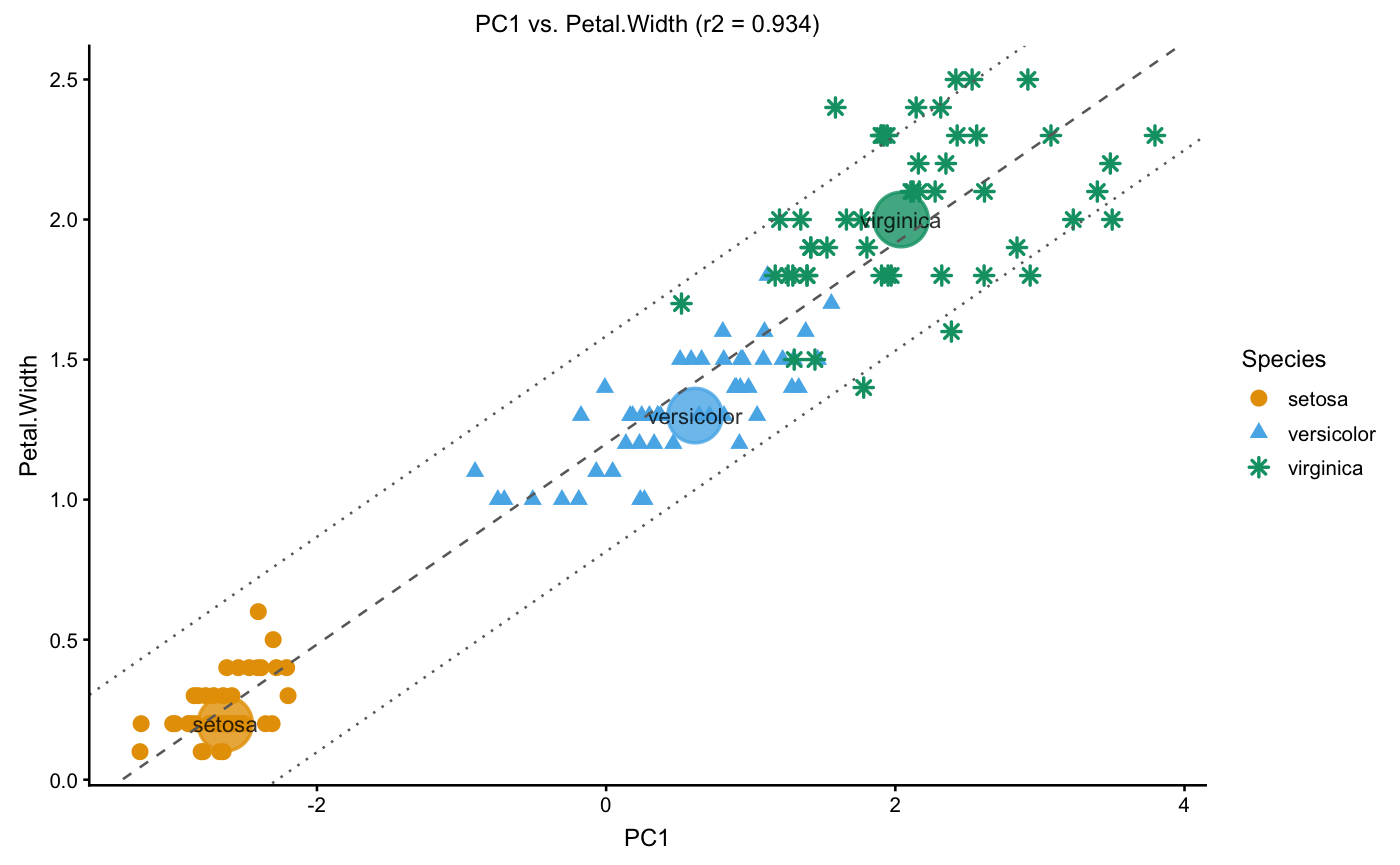 PC1 vs. Petal.Width (r2 = 0.934)
Petal.Width
2.5
2.0
1.5
1.0
0.5
0.0
virginica
versicolor
setosa
-2
0
2
4
PC1
Species
setosa
versicolor
virginica